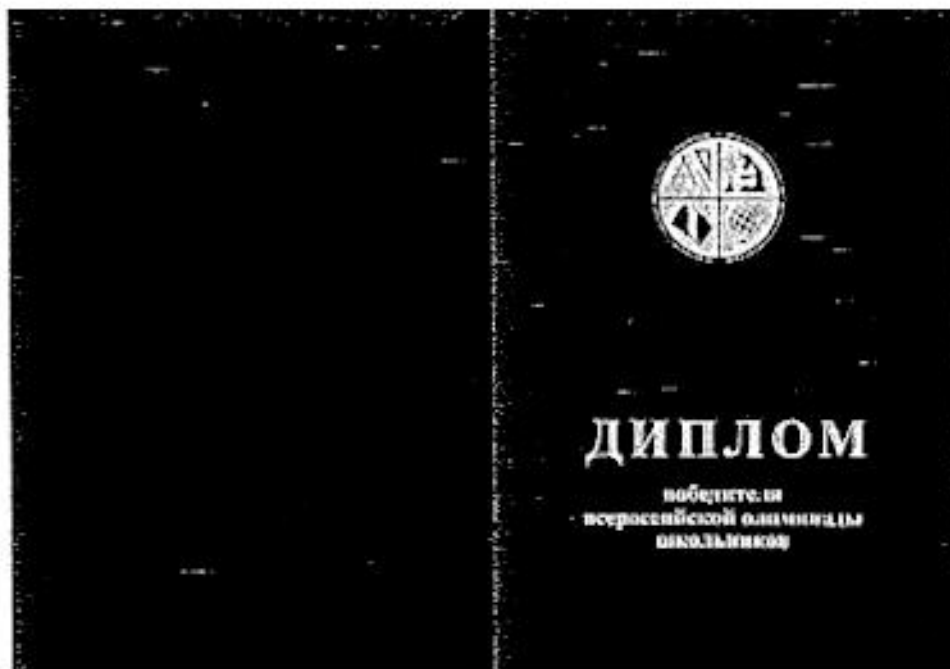 ДИПЛОМ
победителя
всероссийской олимпиады
школьников